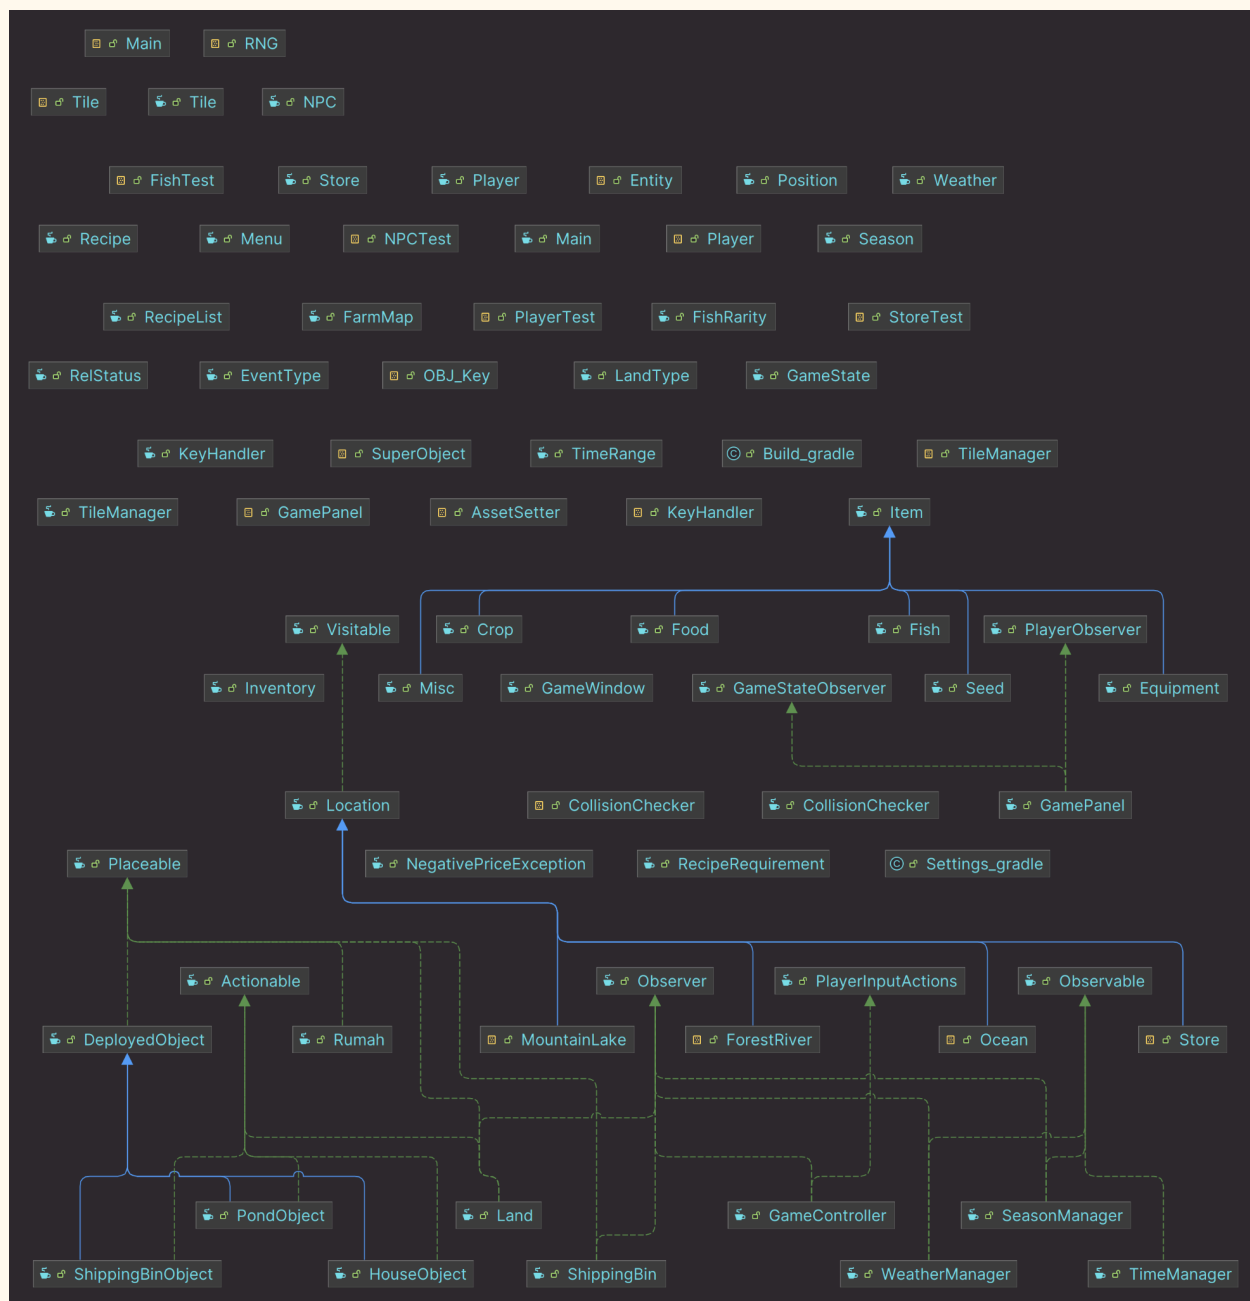 Main RNG
Tile Tile NPC
FishTest Store Player Entity Position Weather
Recipe Menu NPCTest Main Player Season
RecipeList FarmMap PlayerTest FishRarity StoreTest
RelStatus EventType OBJ_Key LandType GameState
KeyHandler SuperObject TimeRange Build_gradle TileManager
TileManager GamePanel AssetSetter KeyHandler Item
Visitable Crop Food Fish PlayerObserver
Inventory Misc GameWindow GameStateObserver Seed Equipment
Location CollisionChecker CollisionChecker GamePanel
Placeable NegativePriceException RecipeRequirement Settings_gradle
Actionable Observer PlayerInputActions Observable
DeployedObject Rumah MountainLake ForestRiver Ocean Store
PondObject Land GameController SeasonManager
ShippingBinObject HouseObject ShippingBin WeatherManager TimeManager